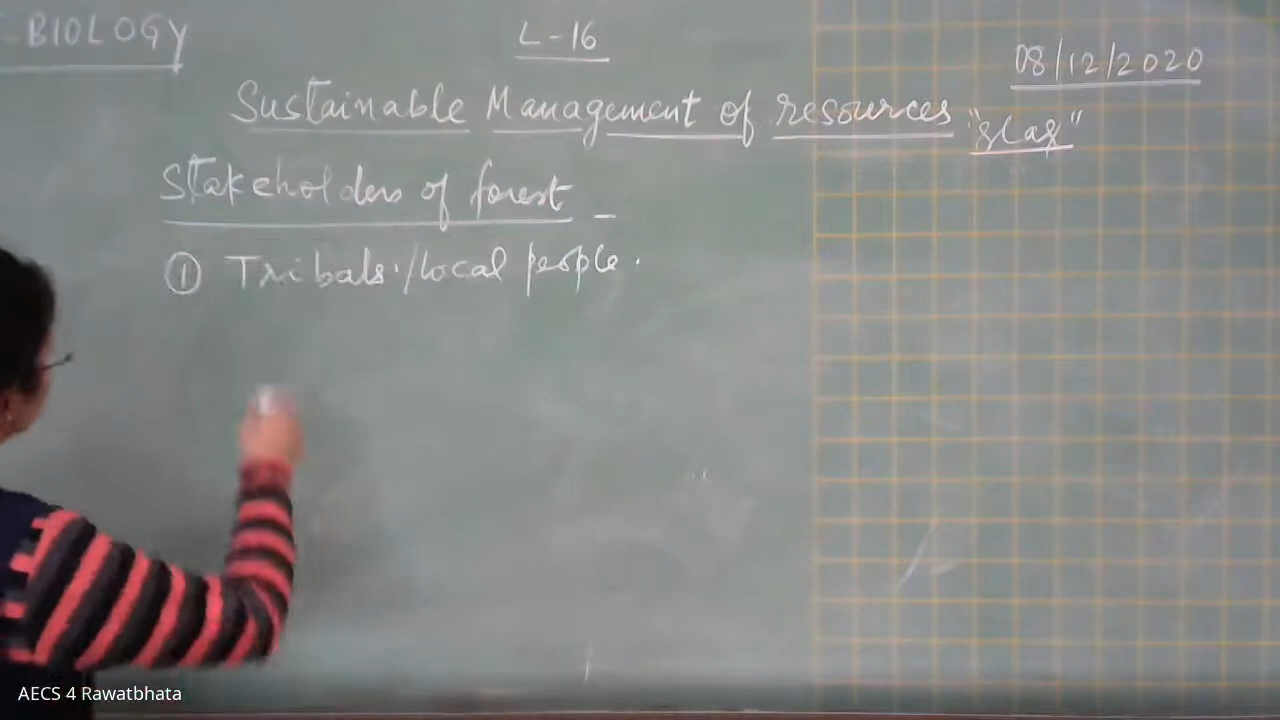 BIOLOGY
L-16
08/12/2020
Sustainable Management of resources
Stakeholders of forest -
① Tribals./local people.
AECS 4 Rawatbhata